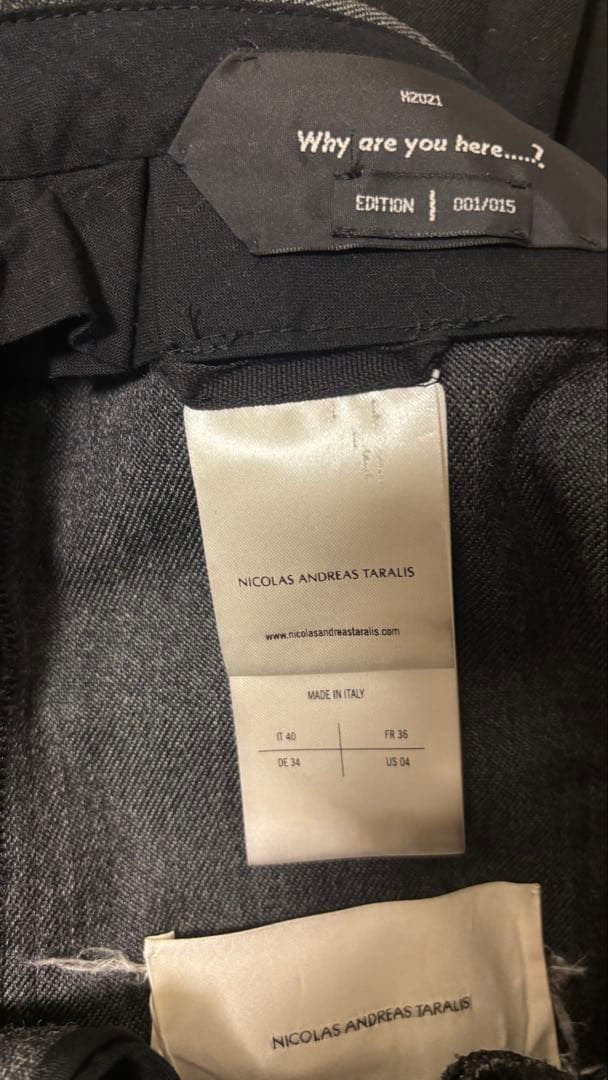 H2021
Why are you here.....?
EDITION 001/015
NICOLAS ANDREAS TARALIS
www.nicolasandreastaralis.com
MADE IN ITALY
IT 40 FR 36
DE 34 US 04
NICOLAS ANDREAS TARALIS